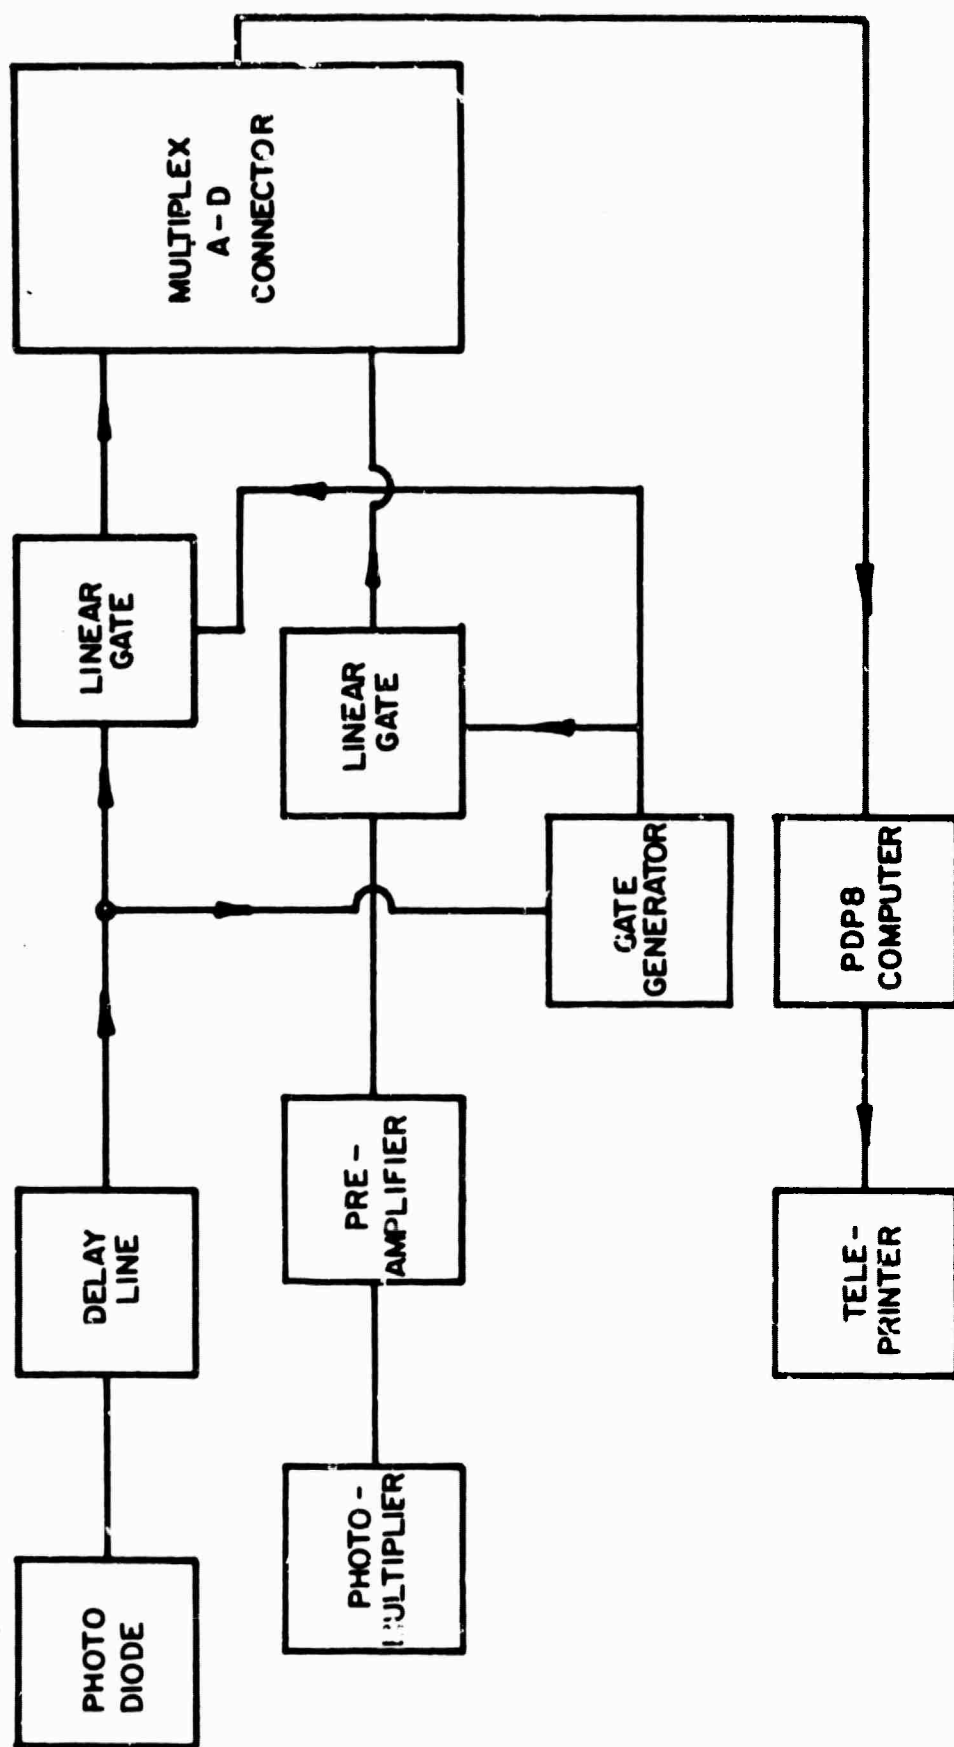 PHOTO
DIODE
DELAY
LINE
LINEAR
GATE
MULTIPLEX
A-D
CONNECTOR
PHOTO-
MULTIPLIER
PRE-
AMPLIFIER
LINEAR
GATE
GATE
GENERATOR
TELE-
PRINTER
PDP8
COMPUTER